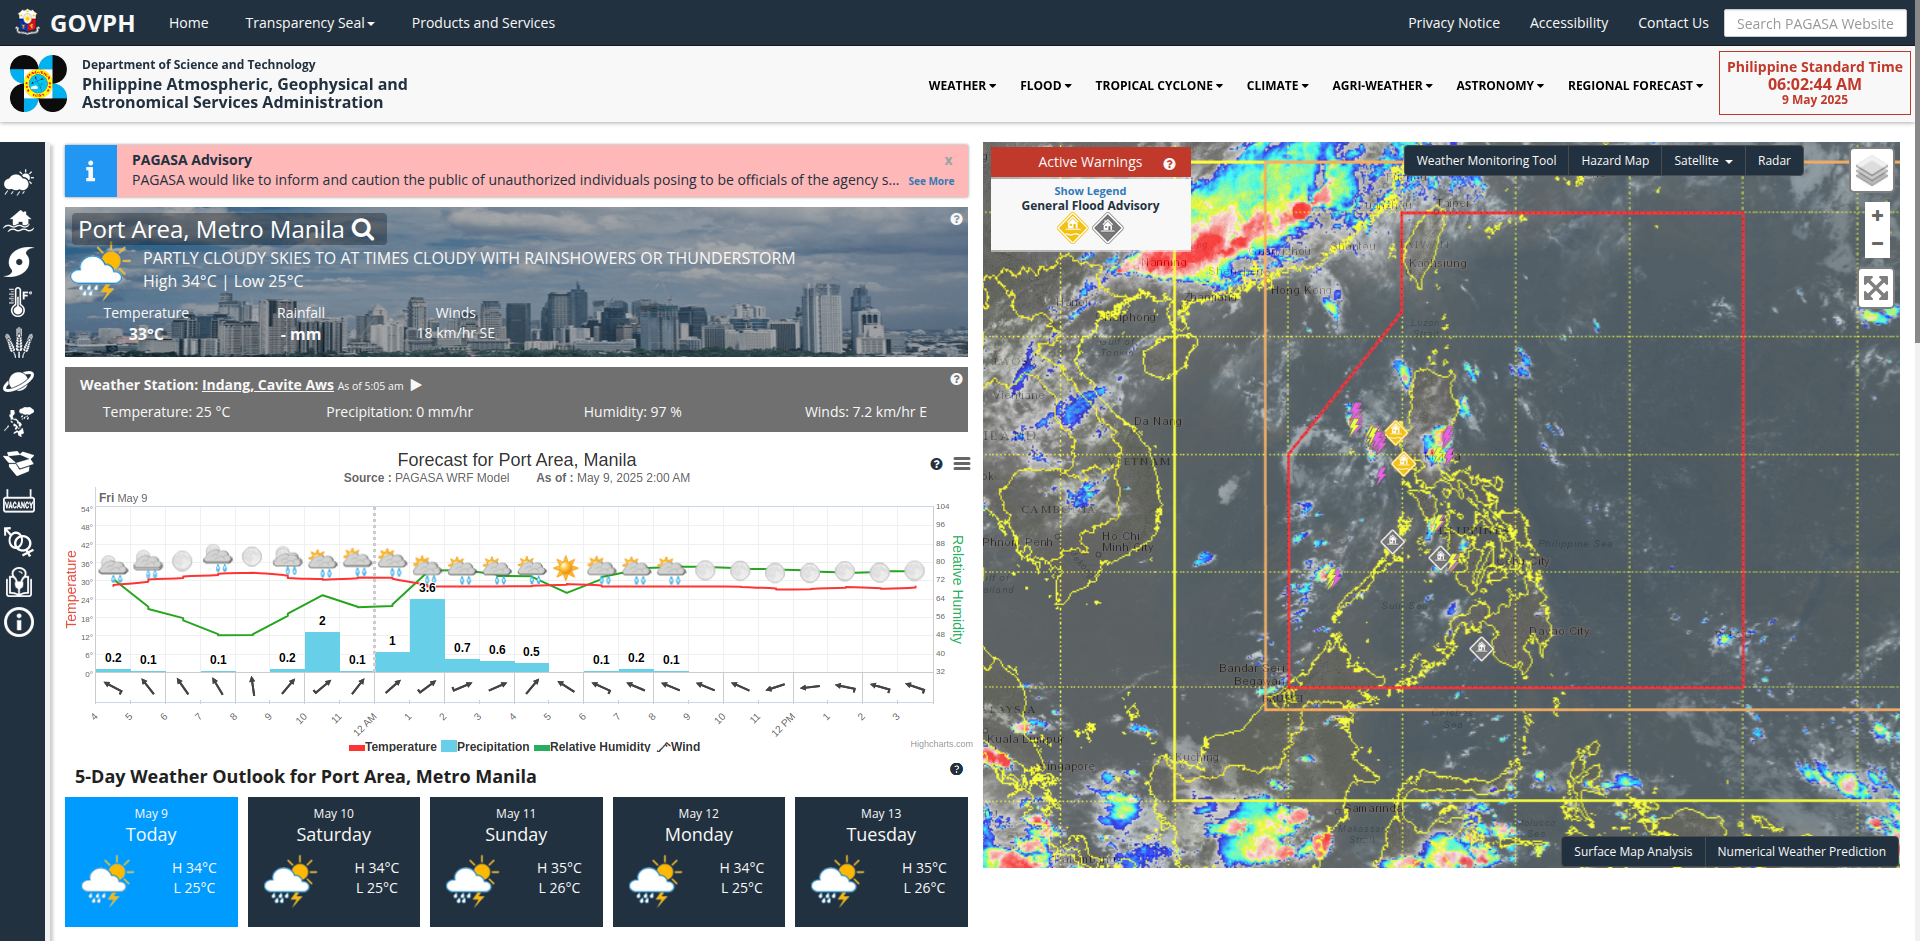 GOVPH
Home
Transparency Seal
Products and Services
Privacy Notice
Accessibility
Contact Us
Search PAGASA Website
Department of Science and Technology
Philippine Atmospheric, Geophysical and
Astronomical Services Administration
WEATHER
FLOOD
TROPICAL CYCLONE
CLIMATE
AGRI-WEATHER
ASTRONOMY
REGIONAL FORECAST
Philippine Standard Time
06:02:44 AM
9 May 2025
VACANCY
PAGASA Advisory
x
PAGASA would like to inform and caution the public of unauthorized individuals posing to be officials of the agency s... See More
Port Area, Metro Manila
PARTLY CLOUDY SKIES TO AT TIMES CLOUDY WITH RAINSHOWERS OR THUNDERSTORM
High 34°C | Low 25°C
Temperature
33°C
Rainfall
- mm
Winds
18 km/hr SE
Weather Station: Indang, Cavite Aws As of 5:05 am
Temperature: 25 °C
Precipitation: 0 mm/hr
Humidity: 97 %
Winds: 7.2 km/hr E
Forecast for Port Area, Manila
Source : PAGASA WRF Model As of : May 9, 2025 2:00 AM
Fri May 9
Temperature
54°
48°
42°
36°
30°
24°
18°
12°
6°
0°
Relative Humidity
104
96
88
80
72
64
56
48
40
32
0.2 0.1 0.1 0.2 2 0.1 1 3.6 0.7 0.6 0.5 0.1 0.2 0.1
4 5 6 7 8 9 10 11 12 AM 1 2 3 4 5 6 7 8 9 10 11 12 PM 1 2 3
Temperature Precipitation Relative Humidity Wind
Highcharts.com
5-Day Weather Outlook for Port Area, Metro Manila
May 9
Today
H 34°C
L 25°C
May 10
Saturday
H 34°C
L 25°C
May 11
Sunday
H 35°C
L 26°C
May 12
Monday
H 34°C
L 25°C
May 13
Tuesday
H 35°C
L 26°C
Active Warnings
Show Legend
General Flood Advisory
Weather Monitoring Tool
Hazard Map
Satellite
Radar
+
−
Nanning
Shantou
Kaohsiung
Hong Kong
Zhanjiang
Da Nang
VIETNAM
Ho Chi
Minh City
Phnom Penh
Philippine Sea
Davao City
Bandar Seri
Begawan
Kuala Lumpur
Singapore
Kuching
Samarinda
Surface Map Analysis
Numerical Weather Prediction